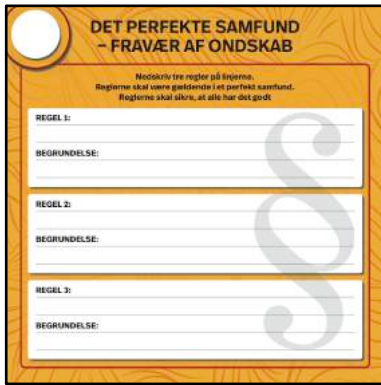 DET PERFEKTE SAMFUND
– FRAVÆR AF ONDSKAB
Nedskriv tre regler på linjerne.
Reglerne skal være gældende i et perfekt samfund.
Reglerne skal sikre, at alle har det godt
REGEL 1:
BEGRUNDELSE:
REGEL 2:
BEGRUNDELSE:
REGEL 3:
BEGRUNDELSE:
§